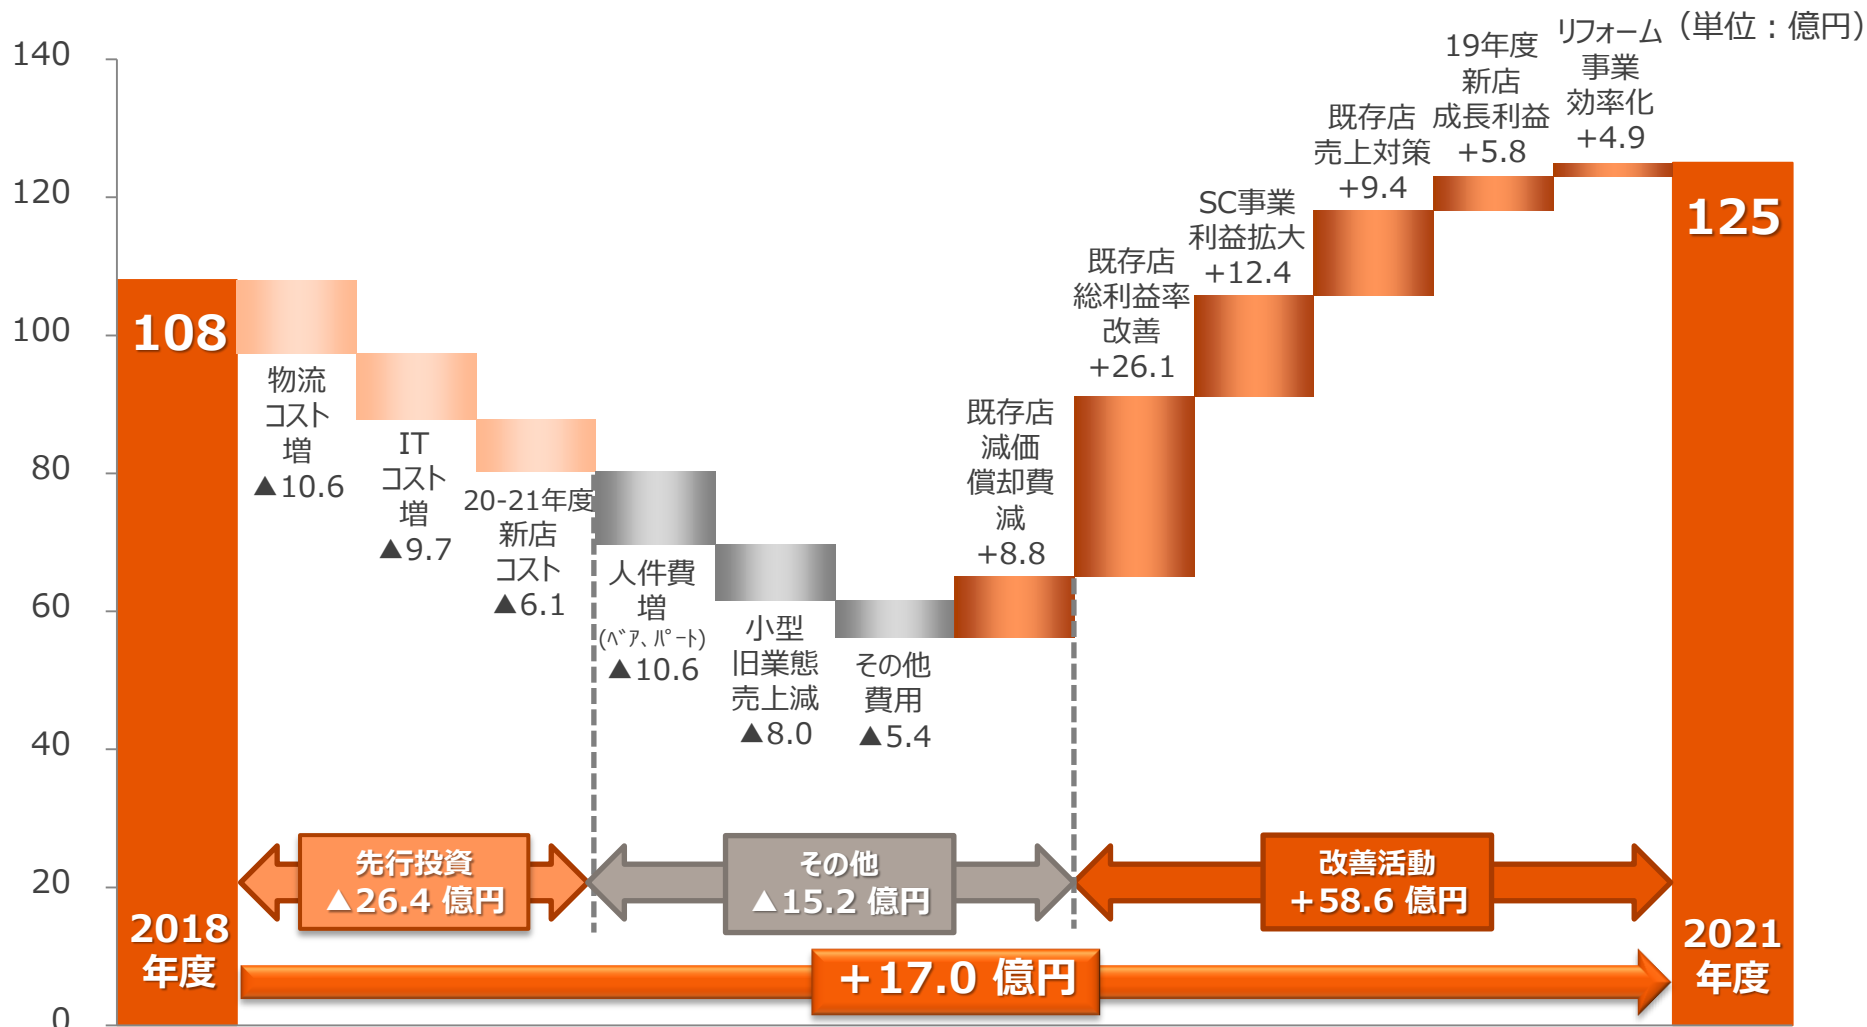 (単位：億円)
140
120
100
80
60
40
20
0
108
2018
年度
物流
コスト
増
▲10.6
IT
コスト
増
▲9.7
20-21年度
新店
コスト
▲6.1
人件費
増
(ﾍﾞｱ、ﾊﾟｰﾄ)
▲10.6
小型
旧業態
売上減
▲8.0
その他
費用
▲5.4
既存店
減価
償却費
減
+8.8
既存店
総利益率
改善
+26.1
SC事業
利益拡大
+12.4
既存店
売上対策
+9.4
19年度
新店
成長利益
+5.8
リフォーム
事業
効率化
+4.9
125
2021
年度
先行投資
▲26.4 億円
その他
▲15.2 億円
改善活動
＋58.6 億円
＋17.0 億円